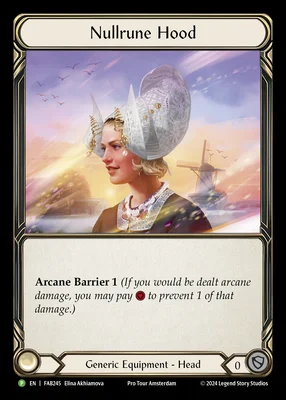 Nullrune Hood
Arcane Barrier 1 (If you would be dealt arcane
damage, you may pay to prevent 1 of that
damage.)
Generic Equipment - Head
0
P EN | FAB245 Elina Akhiamova
Pro Tour Amsterdam
© 2024 Legend Story Studios